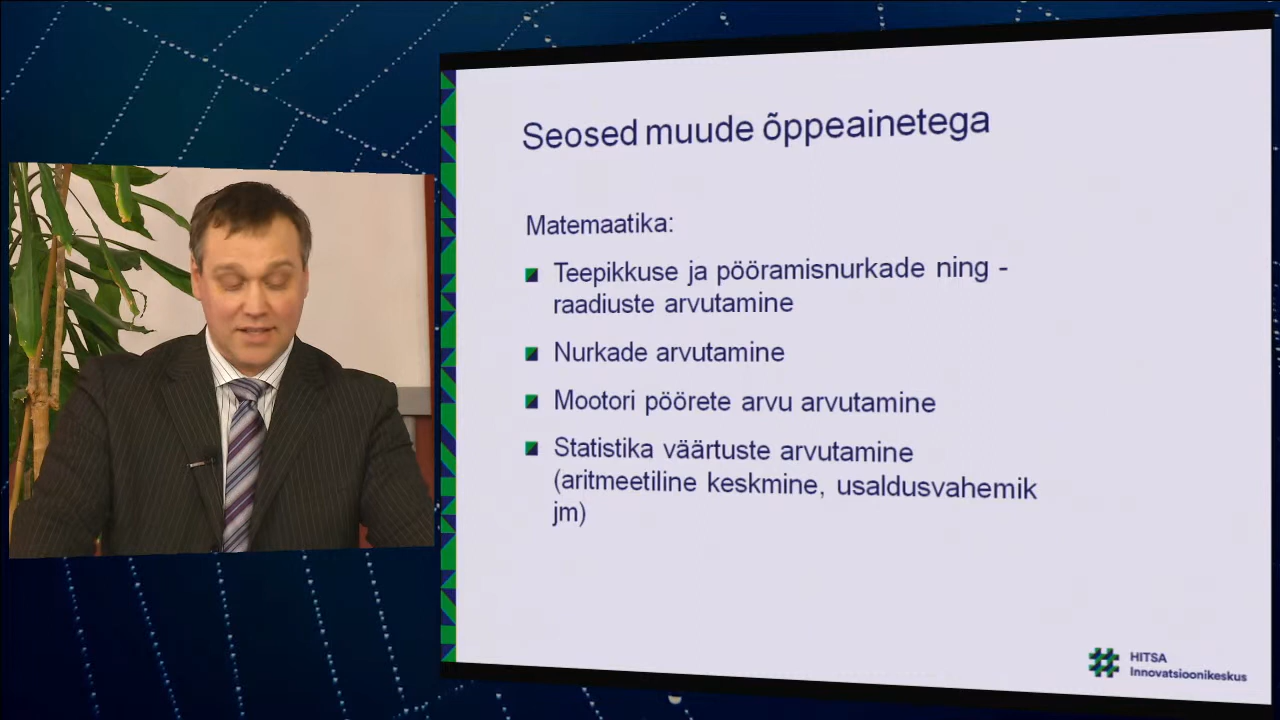 Seosed muude õppeainetega
Matemaatika:
Teepikkuse ja pööramisnurkade ning -
raadiuste arvutamine
Nurkade arvutamine
Mootori pöörete arvu arvutamine
Statistika väärtuste arvutamine
(aritmeetiline keskmine, usaldusvahemik
jm)
HITSA
Innovatsioonikeskus